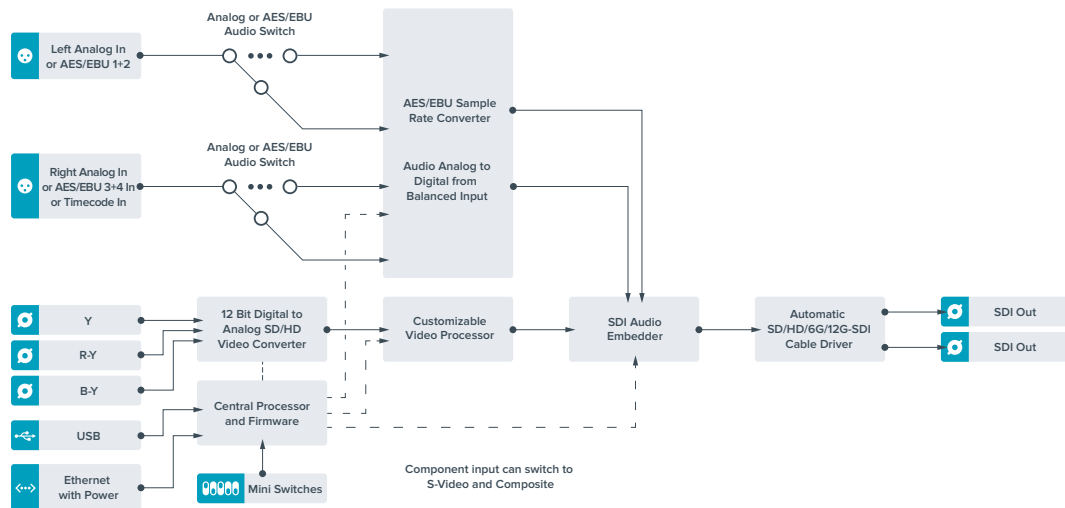 Analog or AES/EBU
Audio Switch
Left Analog In
or AES/EBU 1+2
AES/EBU Sample
Rate Converter
Analog or AES/EBU
Audio Switch
Right Analog In
or AES/EBU 3+4 In
or Timecode In
Audio Analog to
Digital from
Balanced Input
Y
R-Y
B-Y
12 Bit Digital to
Analog SD/HD
Video Converter
Customizable
Video Processor
SDI Audio
Embedder
Automatic
SD/HD/6G/12G-SDI
Cable Driver
SDI Out
SDI Out
USB
Central Processor
and Firmware
Ethernet
with Power
Mini Switches
Component input can switch to
S-Video and Composite